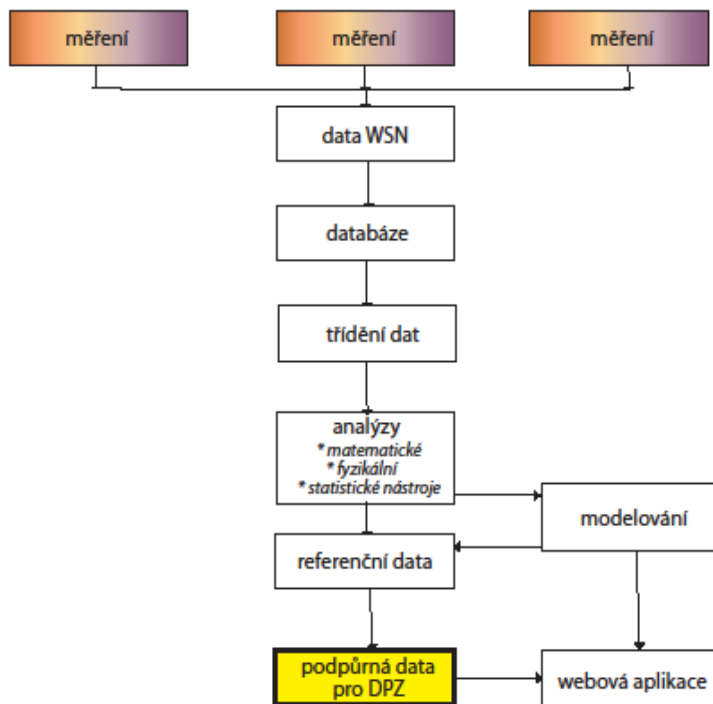 měření
měření
měření
data WSN
databáze
třídění dat
analýzy
* matematické
* fyzikální
* statistické nástroje
modelování
referenční data
podpůrná data
pro DPZ
webová aplikace